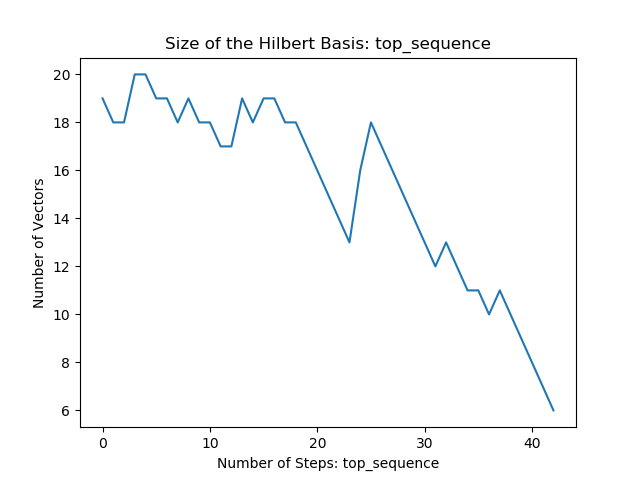 Size of the Hilbert Basis: top_sequence
Number of Vectors
20
18
16
14
12
10
8
6
0 10 20 30 40
Number of Steps: top_sequence